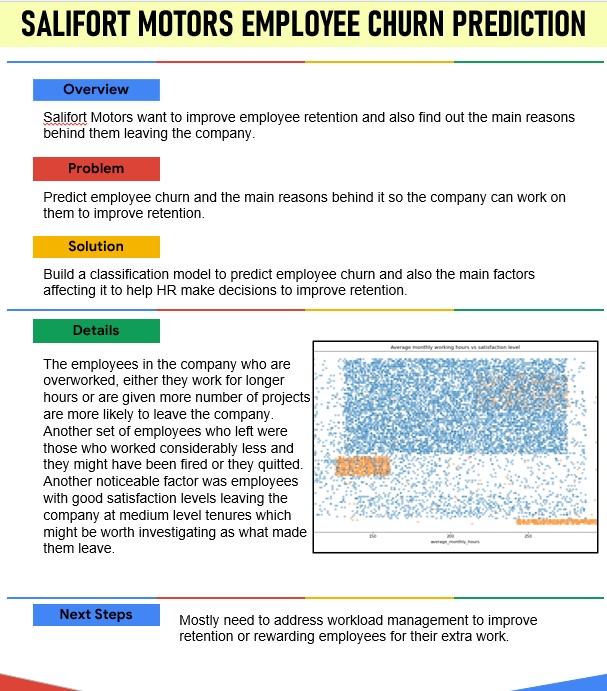 SALIFORT MOTORS EMPLOYEE CHURN PREDICTION
Overview
Salifort Motors want to improve employee retention and also find out the main reasons
behind them leaving the company.
Problem
Predict employee churn and the main reasons behind it so the company can work on
them to improve retention.
Solution
Build a classification model to predict employee churn and also the main factors
affecting it to help HR make decisions to improve retention.
Details
The employees in the company who are
overworked, either they work for longer
hours or are given more number of projects
are more likely to leave the company.
Another set of employees who left were
those who worked considerably less and
they might have been fired or they quitted.
Another noticeable factor was employees
with good satisfaction levels leaving the
company at medium level tenures which
might be worth investigating as what made
them leave.
Average monthly working hours vs satisfaction level
150 200 250
average_monthly_hours
Next Steps
Mostly need to address workload management to improve
retention or rewarding employees for their extra work.